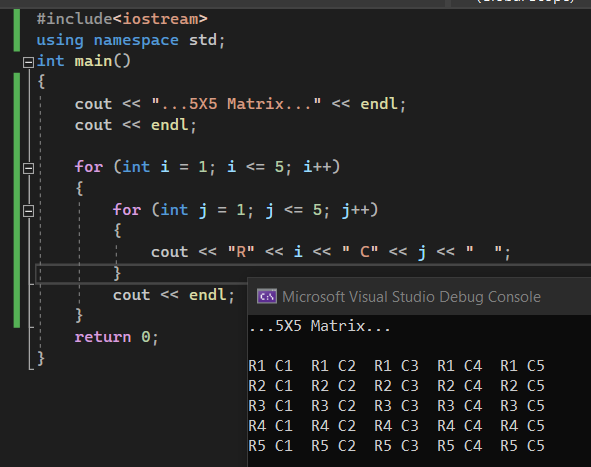 #include<iostream>
using namespace std;
int main()
{
cout << "...5X5 Matrix..." << endl;
cout << endl;
for (int i = 1; i <= 5; i++)
{
for (int j = 1; j <= 5; j++)
{
cout << "R" << i << " C" << j << "  ";
}
cout << endl;
}
return 0;
}
Microsoft Visual Studio Debug Console
...5X5 Matrix...
R1 C1  R1 C2  R1 C3  R1 C4  R1 C5
R2 C1  R2 C2  R2 C3  R2 C4  R2 C5
R3 C1  R3 C2  R3 C3  R3 C4  R3 C5
R4 C1  R4 C2  R4 C3  R4 C4  R4 C5
R5 C1  R5 C2  R5 C3  R5 C4  R5 C5